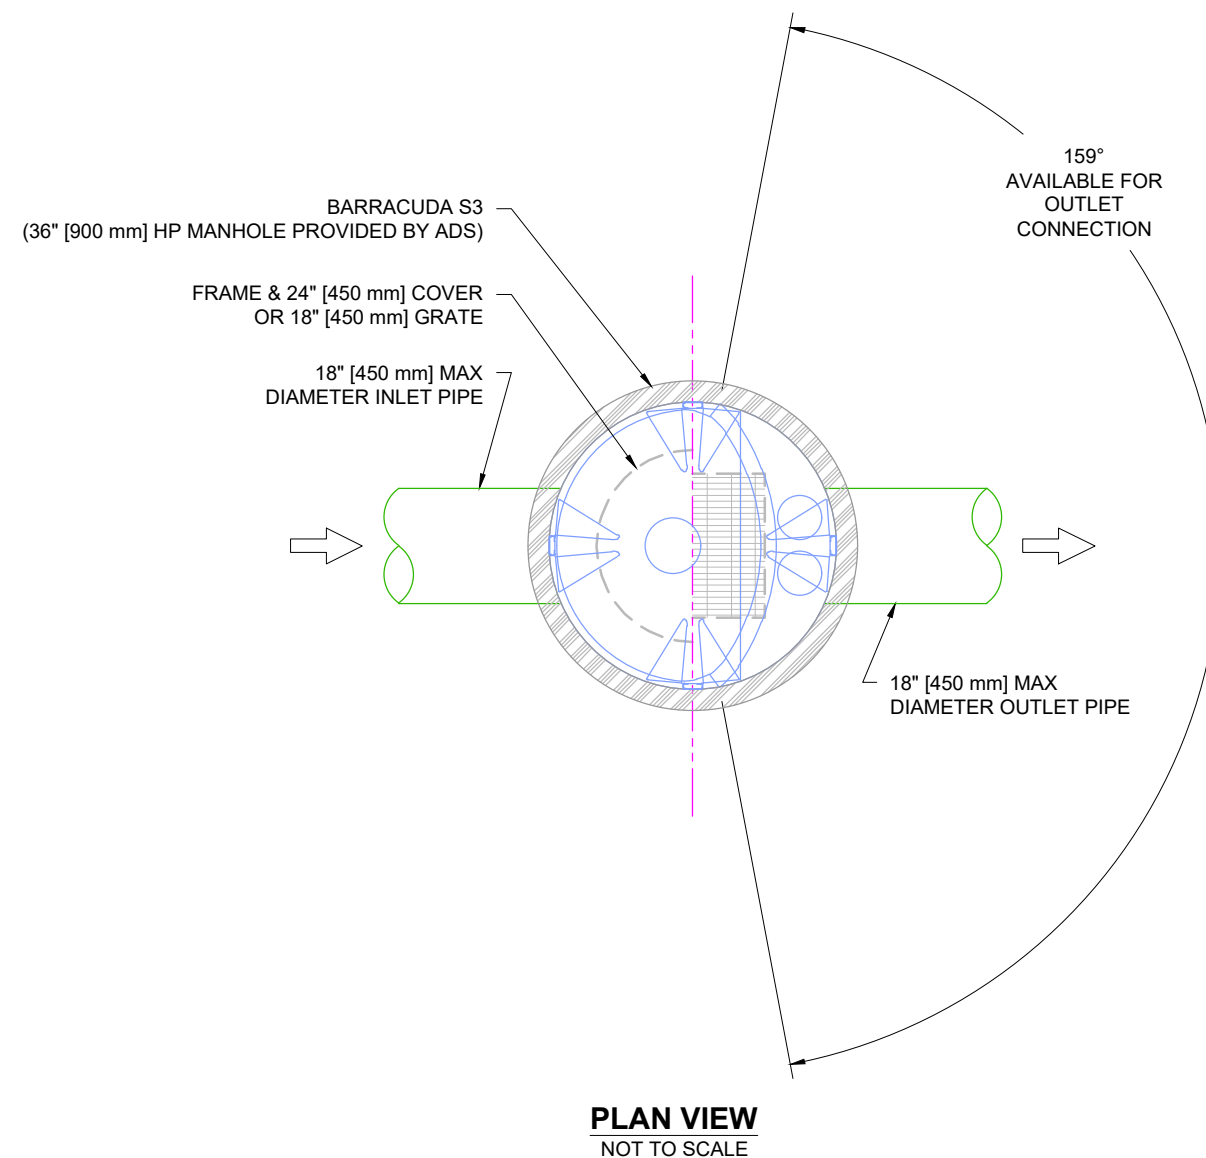 159°
AVAILABLE FOR
OUTLET
CONNECTION
BARRACUDA S3
(36" [900 mm] HP MANHOLE PROVIDED BY ADS)
FRAME & 24" [450 mm] COVER
OR 18" [450 mm] GRATE
18" [450 mm] MAX
DIAMETER INLET PIPE
18" [450 mm] MAX
DIAMETER OUTLET PIPE
PLAN VIEW
NOT TO SCALE